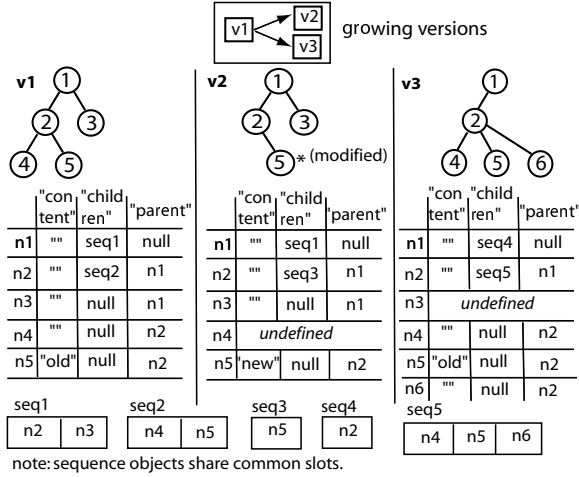 v1 v2 v3 growing versions
v1 v2 v3
1 1 1
2 3 2 3 2
4 5 5 * (modified) 4 5 6
"con "child "con "child "con "child
tent" ren" "parent" tent" ren" "parent" tent" ren" "parent"
n1 "" seq1 null n1 "" seq1 null n1 "" seq4 null
n2 "" seq2 n1 n2 "" seq3 n1 n2 "" seq5 n1
n3 "" null n1 n3 "" null n1 n3 undefined
n4 "" null n2 n4 undefined n4 "" null n2
n5 "old" null n2 n5 "new" null n2 n5 "old" null n2
n6 "" null n2
seq1 seq2 seq3 seq4 seq5
n2 n3 n4 n5 n5 n2 n4 n5 n6
note: sequence objects share common slots.